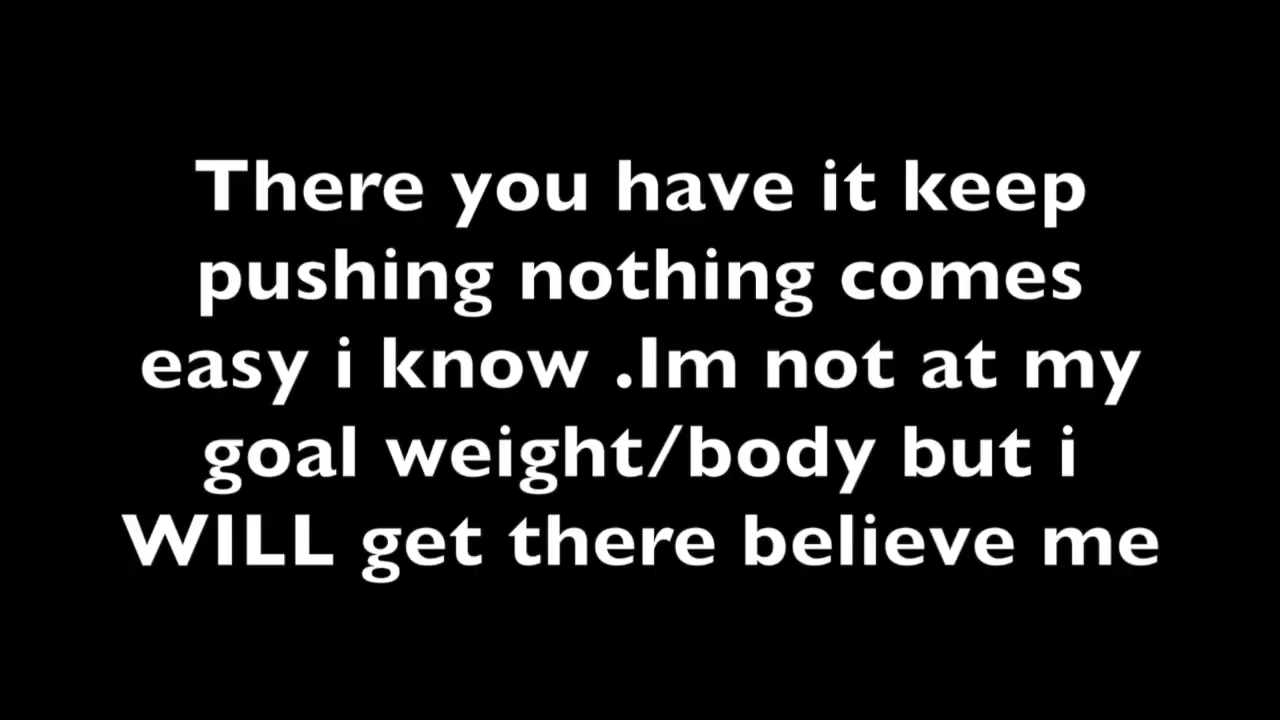 There you have it keep
pushing nothing comes
easy i know .Im not at my
goal weight/body but i
WILL get there believe me